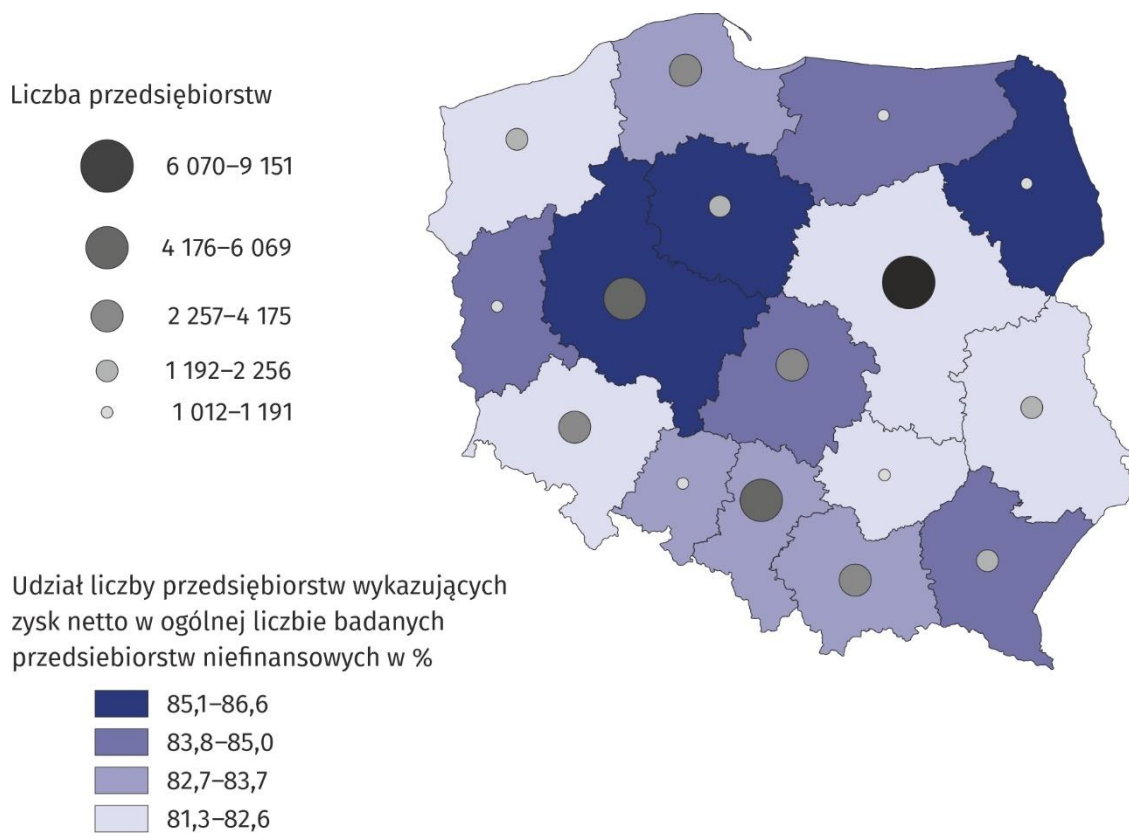 Liczba przedsiębiorstw
6 070–9 151
4 176–6 069
2 257–4 175
1 192–2 256
1 012–1 191
Udział liczby przedsiębiorstw wykazujących
zysk netto w ogólnej liczbie badanych
przedsiebiorstw niefinansowych w %
85,1–86,6
83,8–85,0
82,7–83,7
81,3–82,6